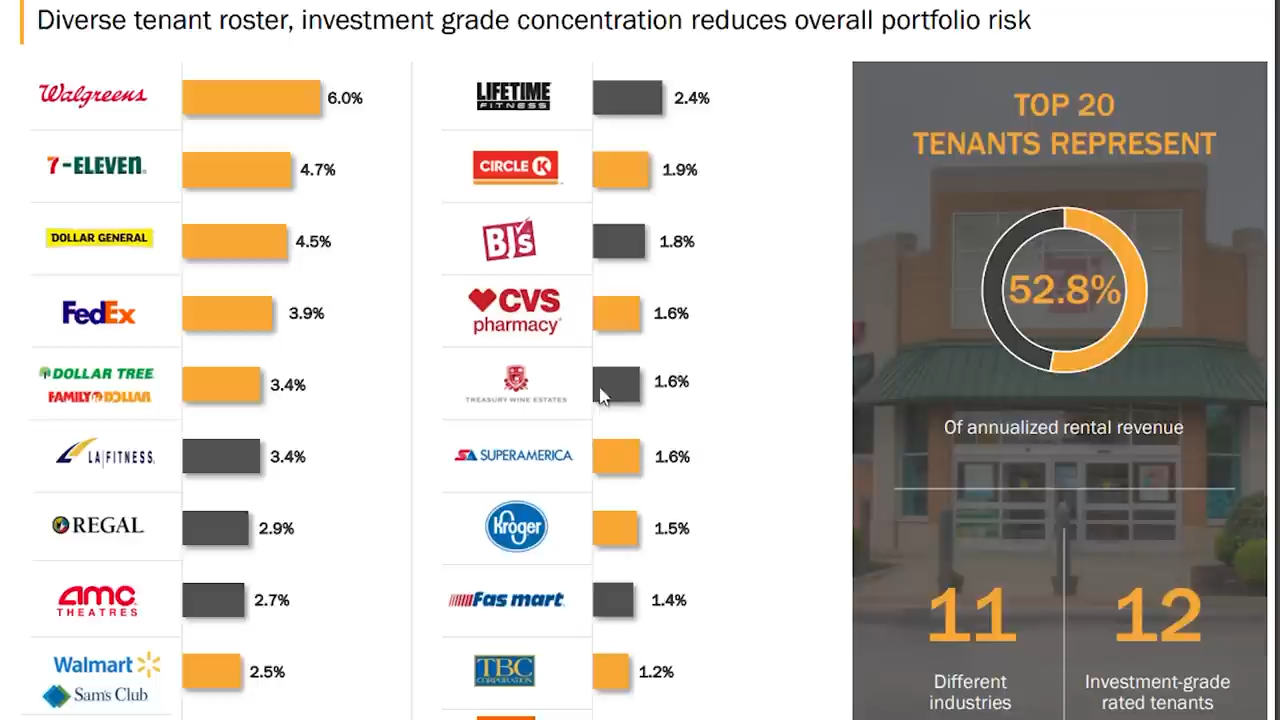 Diverse tenant roster, investment grade concentration reduces overall portfolio risk
Walgreens
6.0%
7-ELEVEN.
4.7%
DOLLAR GENERAL
4.5%
FedEx
3.9%
DOLLAR TREE
FAMILY DOLLAR
3.4%
LA|FITNESS.
3.4%
REGAL
2.9%
amc
THEATRES
2.7%
Walmart
Sam's Club
2.5%
LIFETIME
FITNESS
2.4%
CIRCLE K
1.9%
BJ's
1.8%
CVS
pharmacy
1.6%
TREASURY WINE ESTATES
1.6%
SA SUPERAMERICA
1.6%
Kroger
1.5%
Fas mart
1.4%
TBC
CORPORATION
1.2%
TOP 20
TENANTS REPRESENT
52.8%
Of annualized rental revenue
11
Different
industries
12
Investment-grade
rated tenants